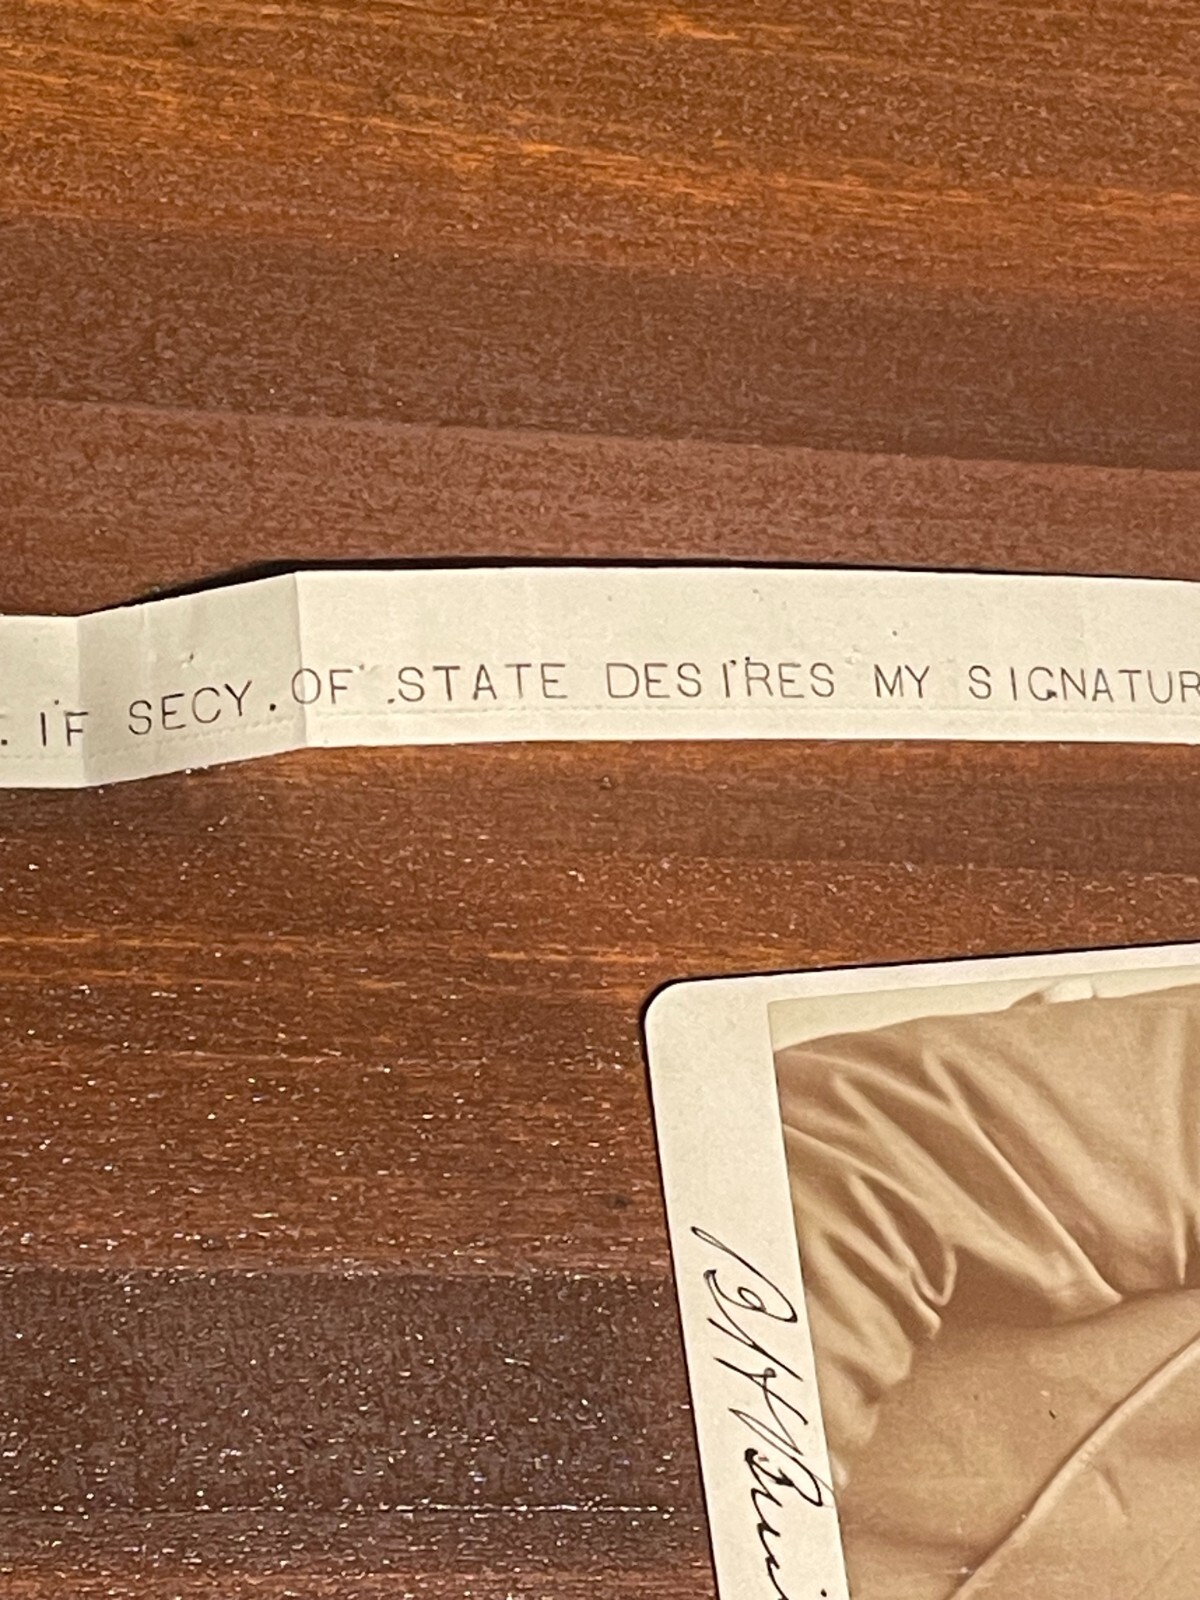 . IF SECY. OF .STATE DESIRES MY SIGNATUR